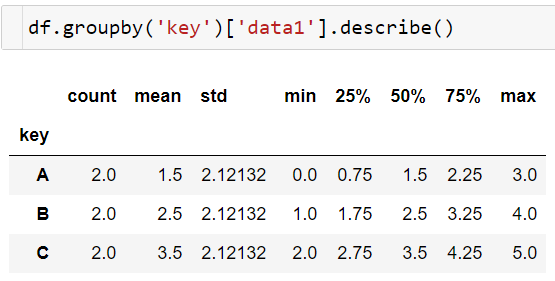 df.groupby('key')['data1'].describe()
count mean std min 25% 50% 75% max
key
A 2.0 1.5 2.12132 0.0 0.75 1.5 2.25 3.0
B 2.0 2.5 2.12132 1.0 1.75 2.5 3.25 4.0
C 2.0 3.5 2.12132 2.0 2.75 3.5 4.25 5.0